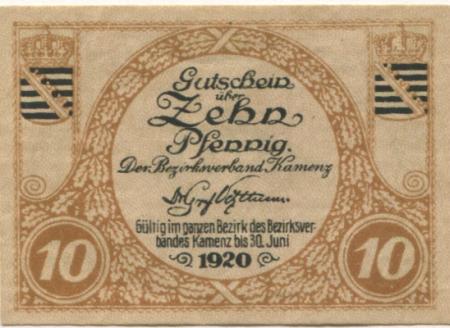 Gutschein
über
Zehn
Pfennig.
Der Bezirksverband Kamenz
Gültig im ganzen Bezirk des Bezirksver-
bandes Kamenz bis 30. Juni
1920
10
10